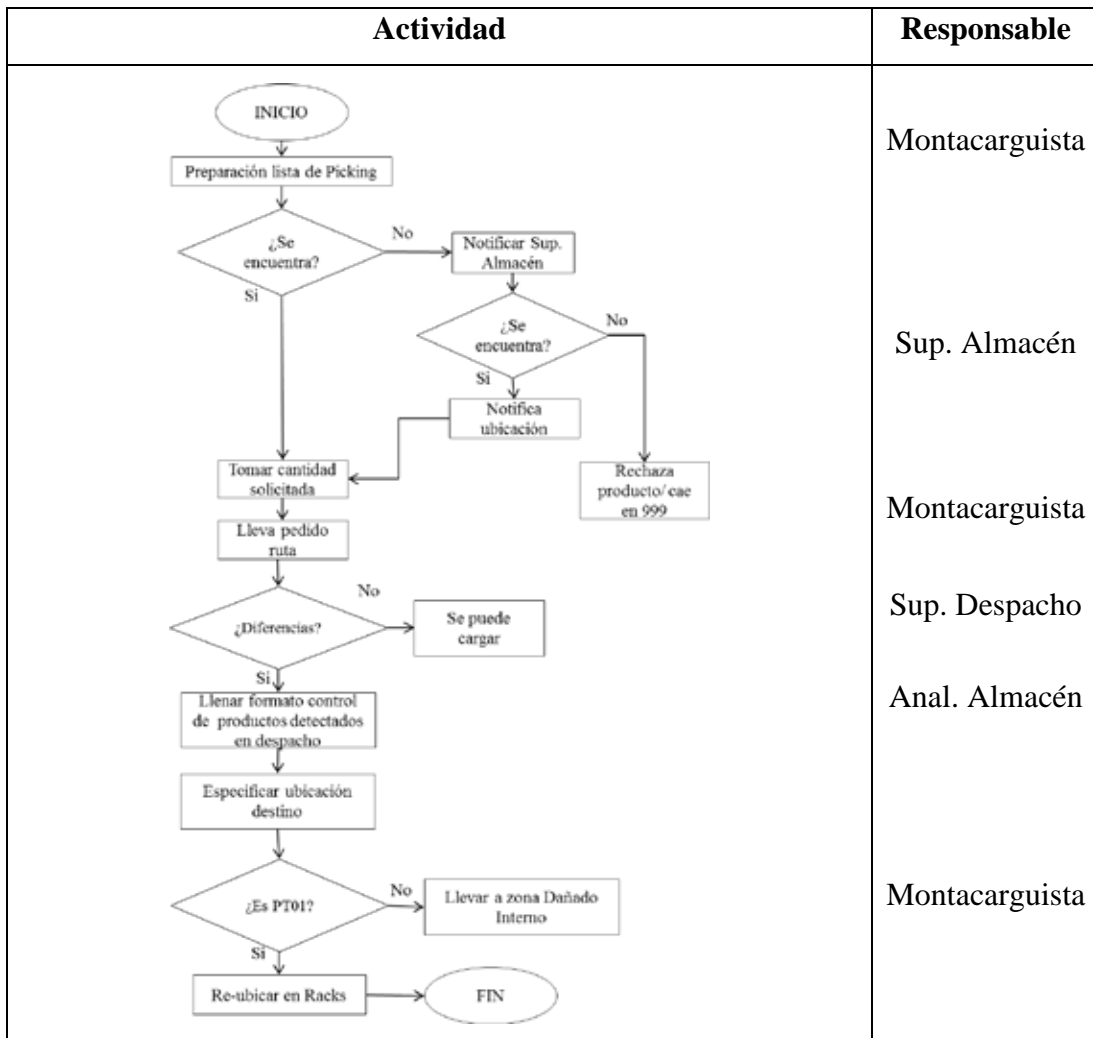 Actividad
Responsable
INICIO
Montacarguista
Preparación lista de Picking
¿Se
encuentra?
No
Notificar Sup.
Almacén
Si
¿Se
encuentra?
No
Sup. Almacén
Si
Notifica
ubicación
Tomar cantidad
solicitada
Rechaza
producto/ cae
en 999
Montacarguista
Lleva pedido
ruta
¿Diferencias?
No
Se puede
cargar
Sup. Despacho
Si
Llenar formato control
de productos detectados
en despacho
Anal. Almacén
Especificar ubicación
destino
¿Es PT01?
No
Llevar a zona Dañado
Interno
Montacarguista
Si
Re-ubicar en Racks
FIN